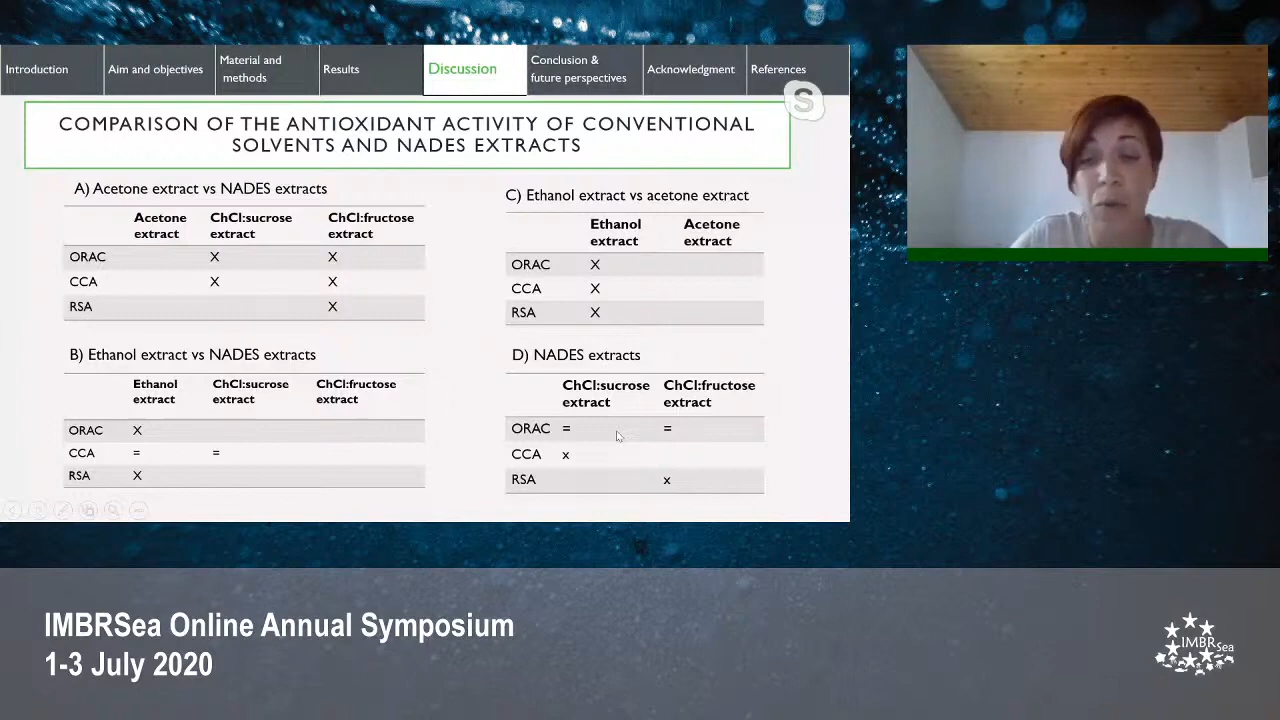 Introduction
Aim and objectives
Material and
methods
Results
Discussion
Conclusion &
future perspectives
Acknowledgment
References
S
COMPARISON OF THE ANTIOXIDANT ACTIVITY OF CONVENTIONAL
SOLVENTS AND NADES EXTRACTS
A) Acetone extract vs NADES extracts
Acetone extract ChCl:sucrose extract ChCl:fructose extract
ORAC X X
CCA X X
RSA X
B) Ethanol extract vs NADES extracts
Ethanol extract ChCl:sucrose extract ChCl:fructose extract
ORAC X
CCA = =
RSA X
C) Ethanol extract vs acetone extract
Ethanol extract Acetone extract
ORAC X
CCA X
RSA X
D) NADES extracts
ChCl:sucrose extract ChCl:fructose extract
ORAC = =
CCA x
RSA x
IMBRSea Online Annual Symposium
1-3 July 2020
IMBRSea